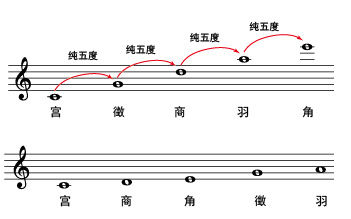 纯五度 纯五度 纯五度 纯五度
宫 徵 商 羽 角
宫 商 角 徵 羽